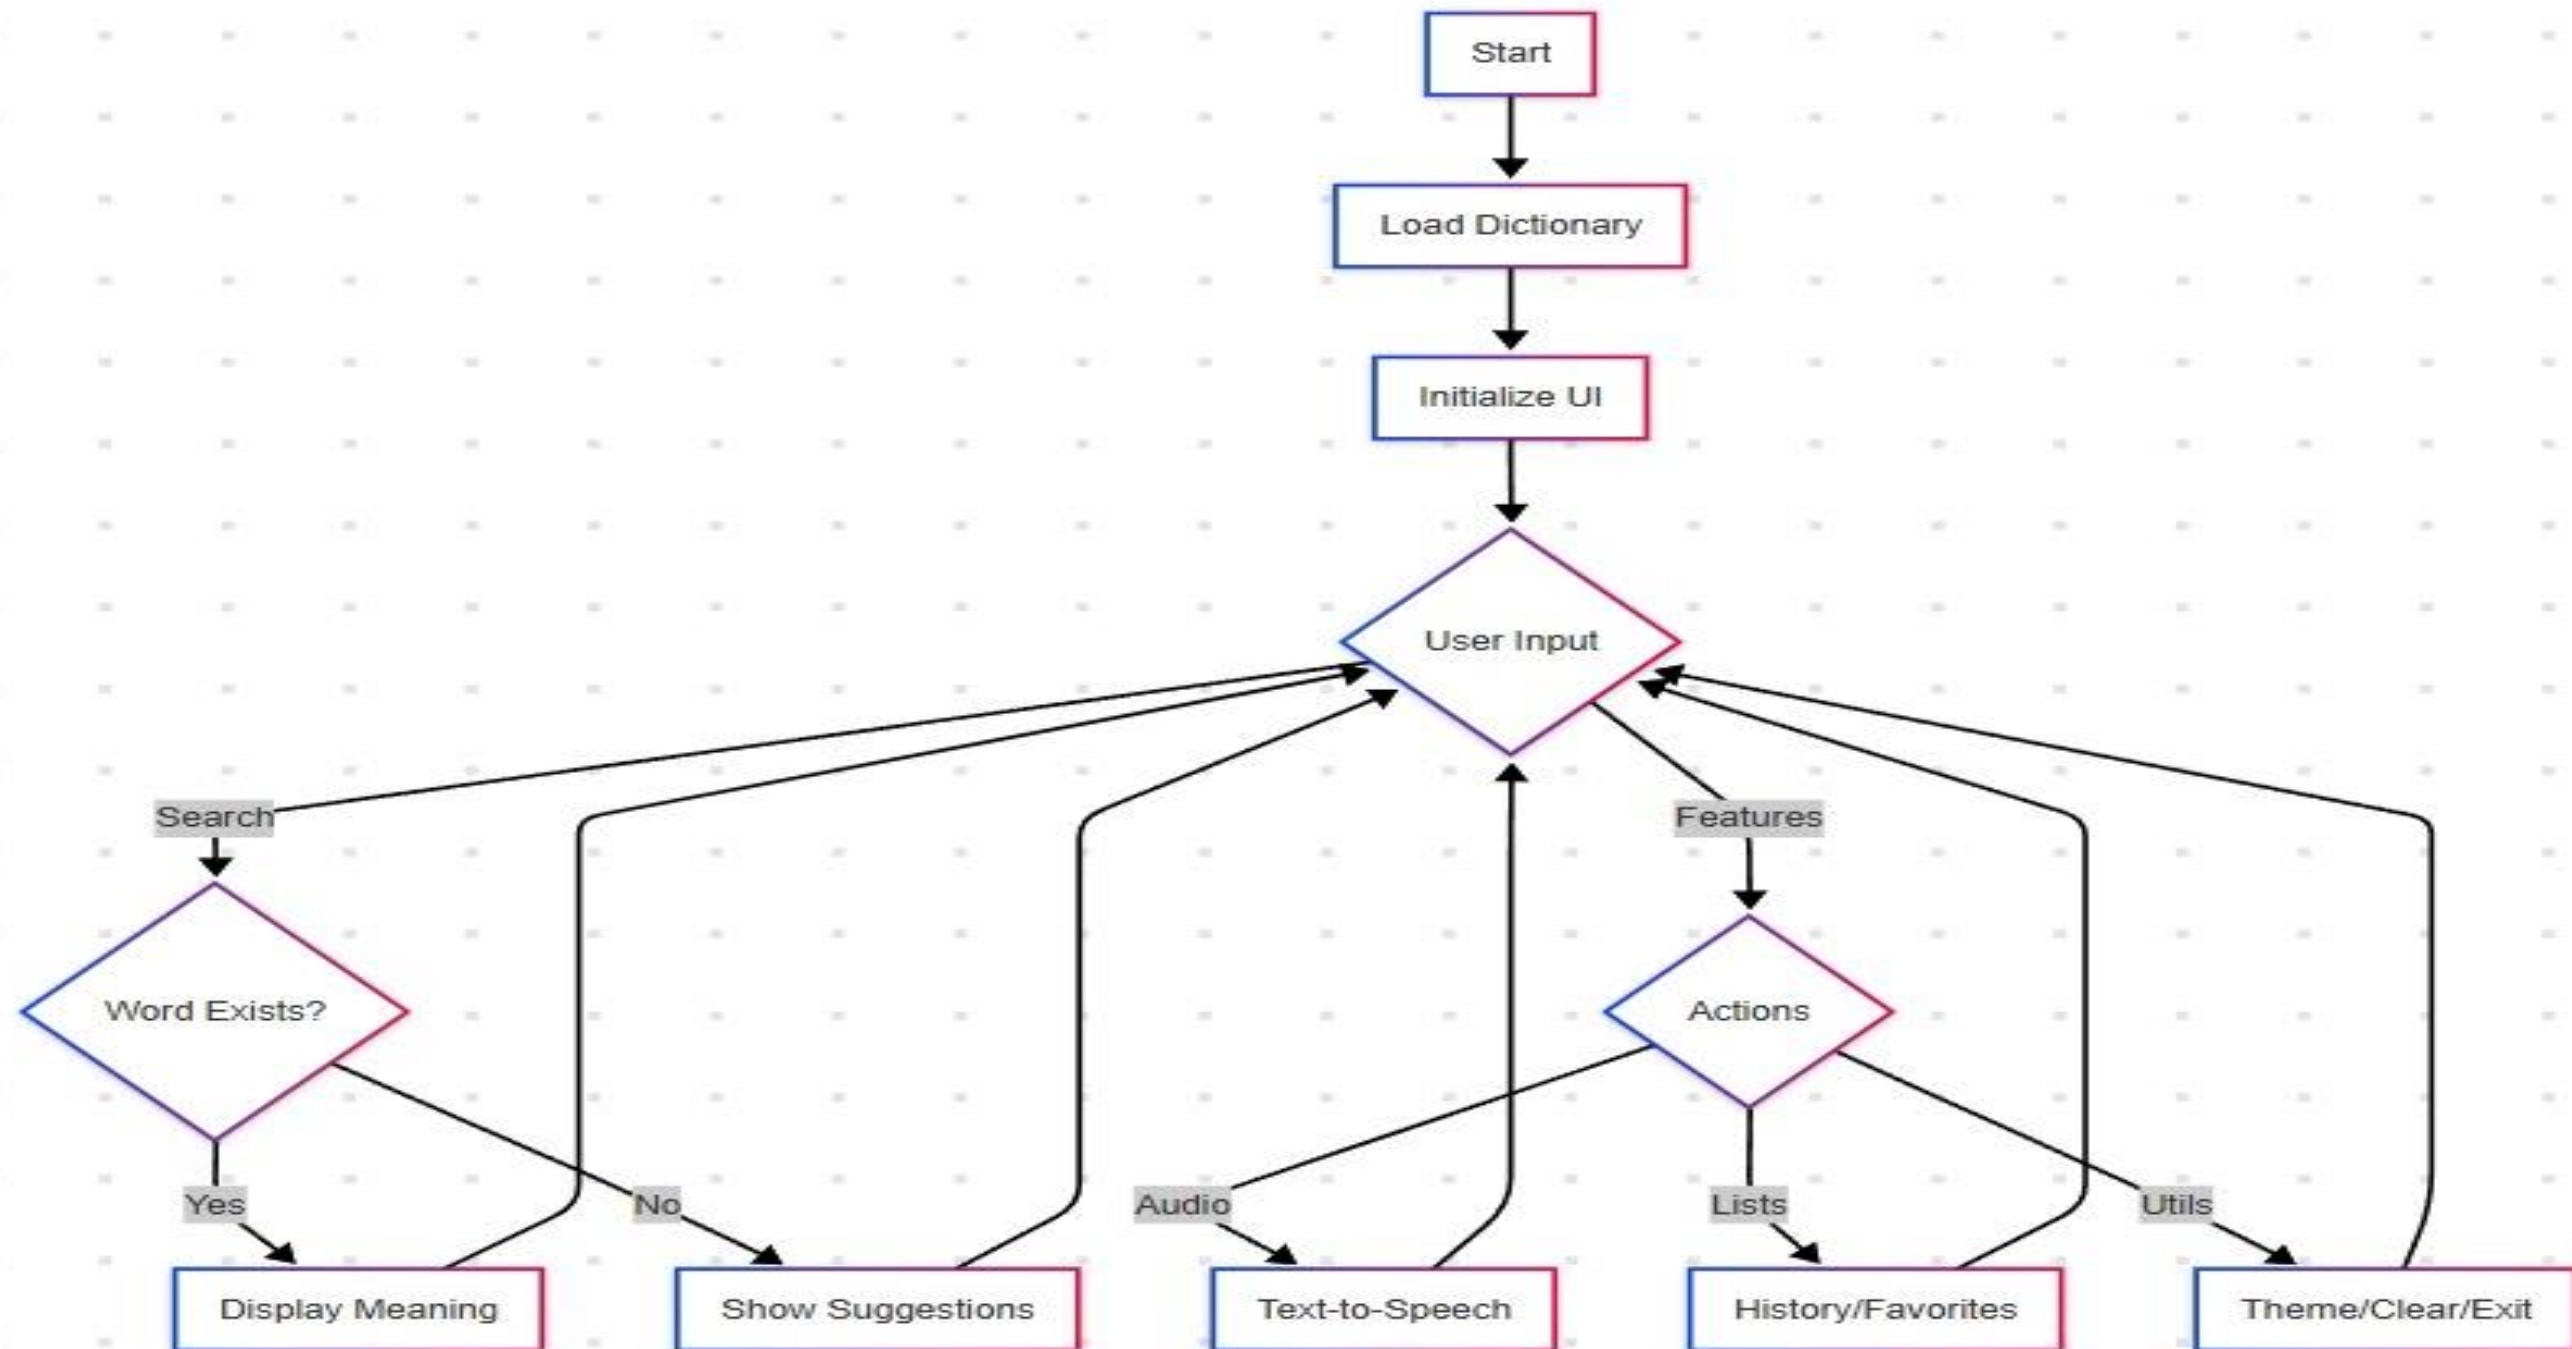 Start
Load Dictionary
Initialize UI
User Input
Search
Features
Word Exists?
Actions
Yes
No
Audio
Lists
Utils
Display Meaning
Show Suggestions
Text-to-Speech
History/Favorites
Theme/Clear/Exit